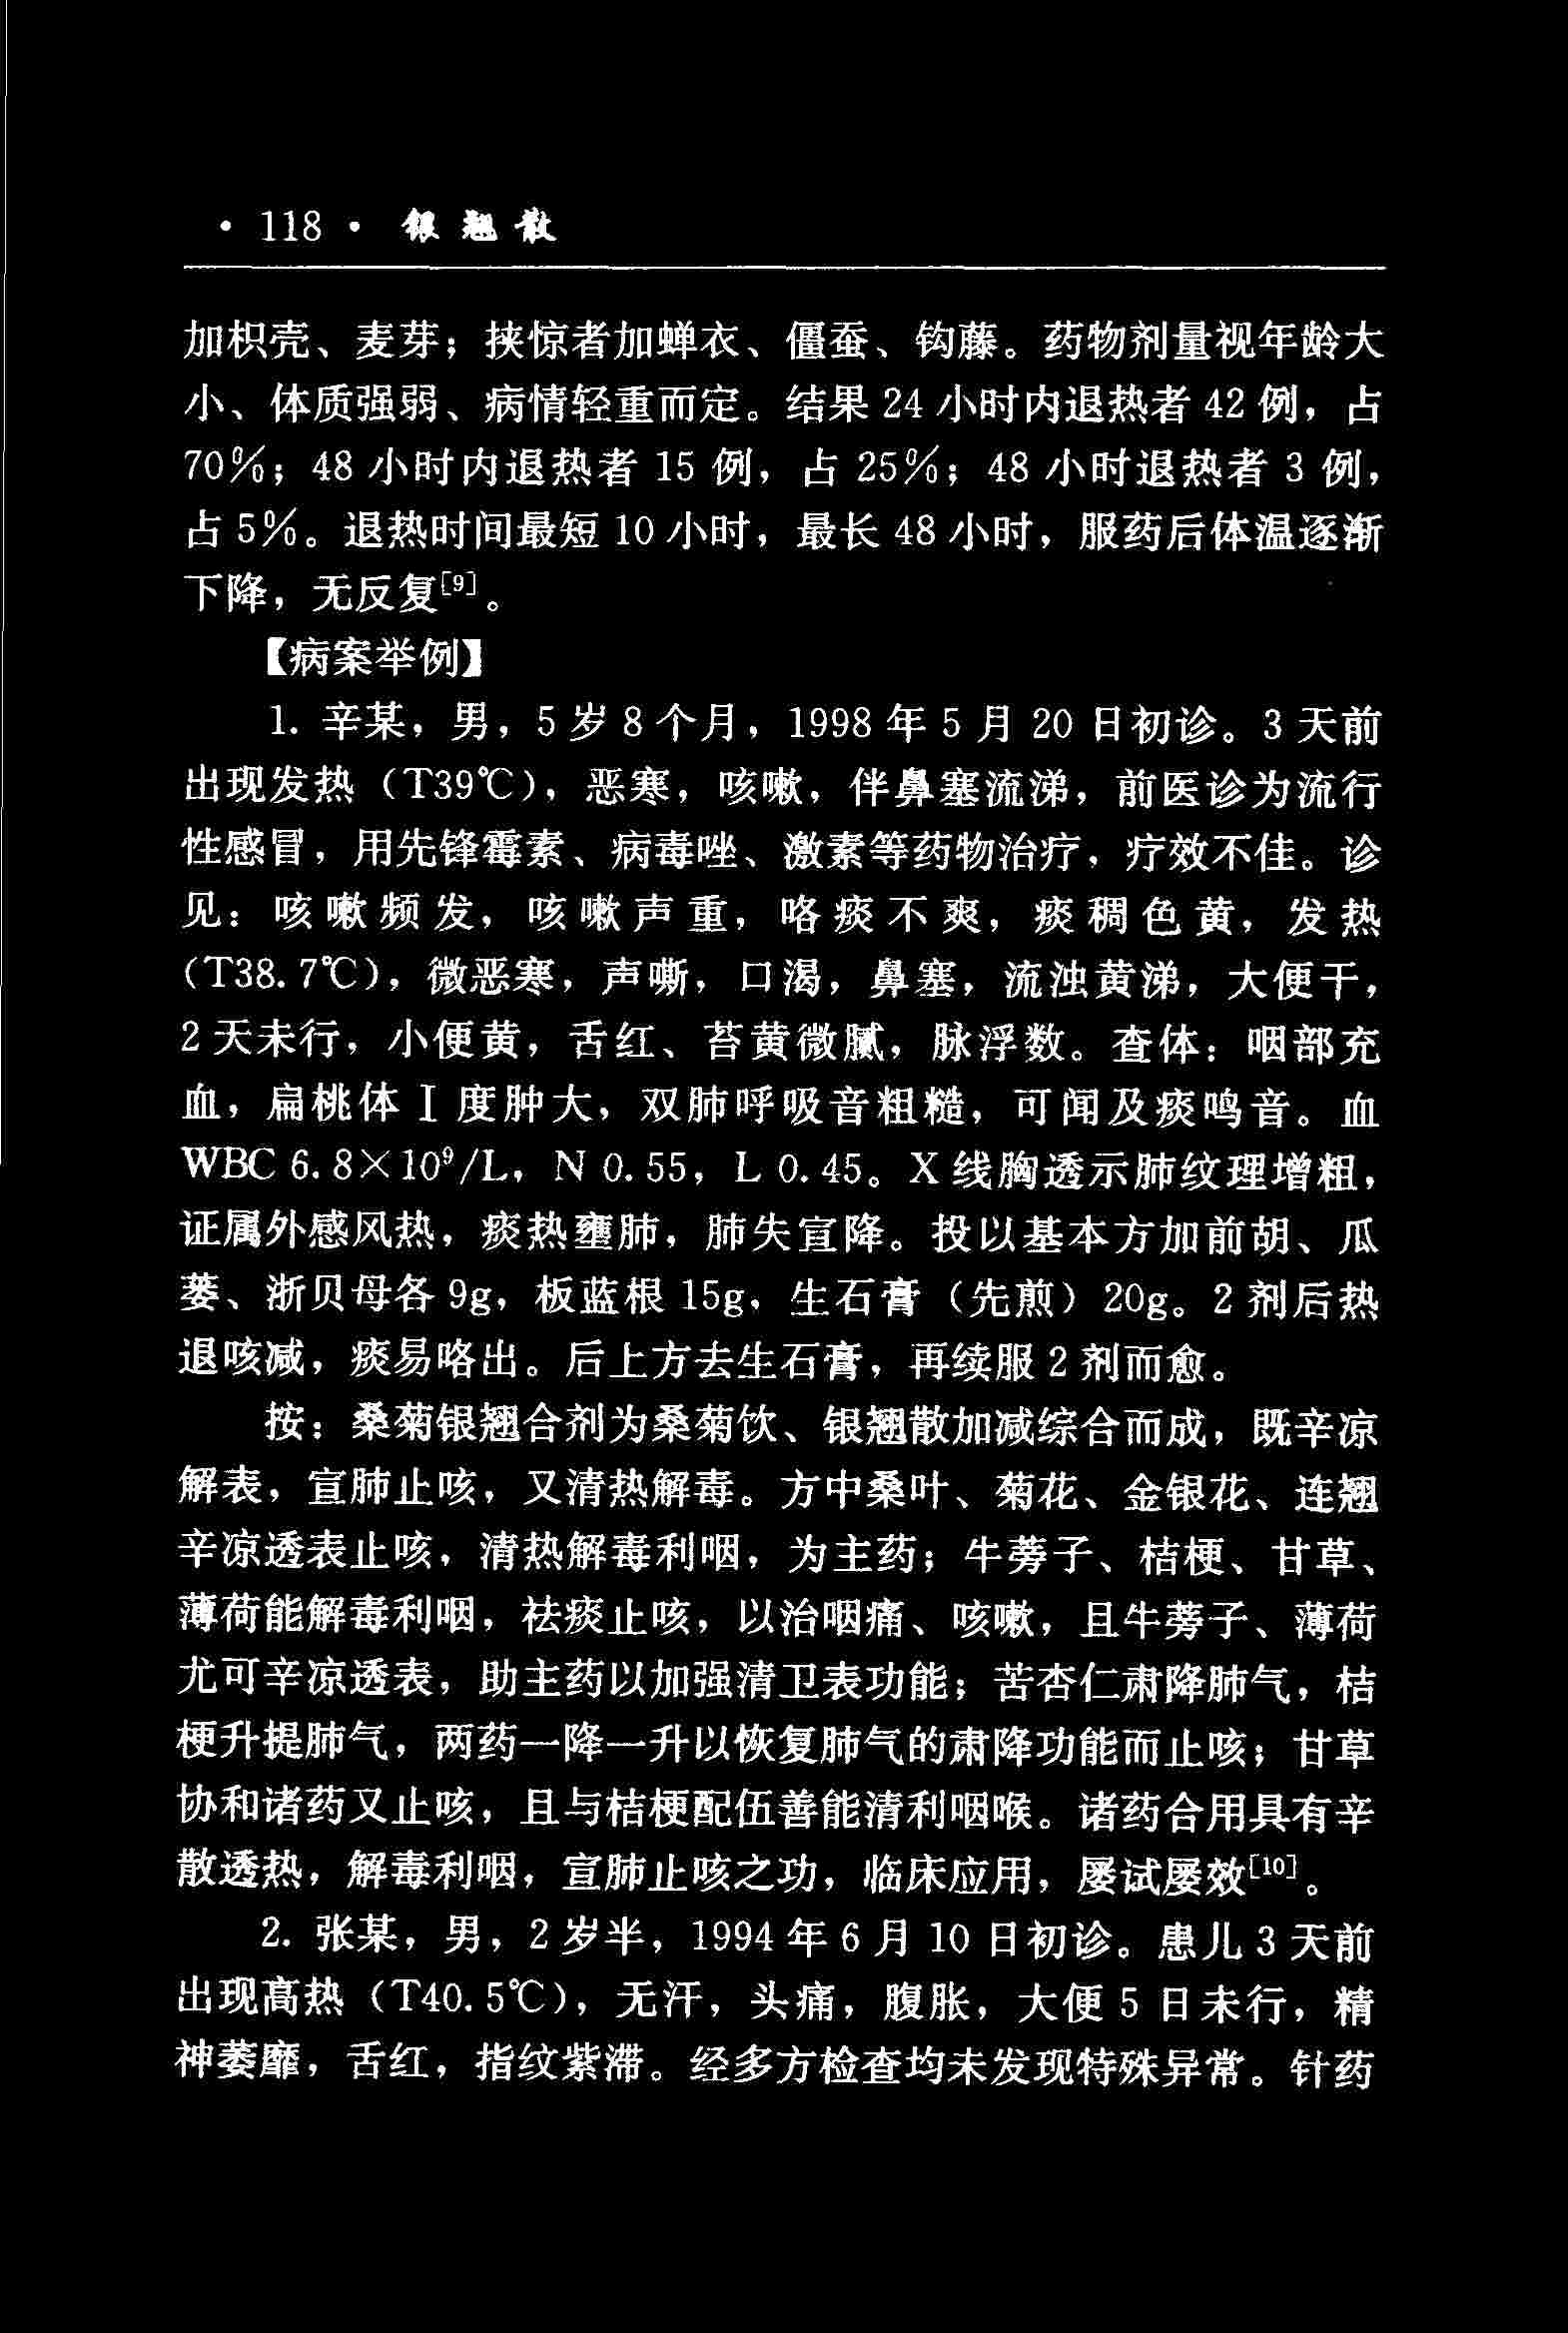 · 118 · 银翘散
加枳壳、麦芽；挟惊者加蝉衣、僵蚕、钩藤。药物剂量视年龄大
小、体质强弱、病情轻重而定。结果 24 小时内退热者 42 例，占
70%；48 小时内退热者 15 例，占 25%；48 小时退热者 3 例，
占 5%。退热时间最短 10 小时，最长 48 小时，服药后体温逐渐
下降，无反复[9]。
【病案举例】
1. 辛某，男，5 岁 8 个月，1998 年 5 月 20 日初诊。3 天前
出现发热（T39℃），恶寒，咳嗽，伴鼻塞流涕，前医诊为流行
性感冒，用先锋霉素、病毒唑、激素等药物治疗，疗效不佳。诊
见：咳嗽频发，咳嗽声重，咯痰不爽，痰稠色黄，发热
（T38.7℃），微恶寒，声嘶，口渴，鼻塞，流浊黄涕，大便干，
2 天未行，小便黄，舌红、苔黄微腻，脉浮数。查体：咽部充
血，扁桃体 I 度肿大，双肺呼吸音粗糙，可闻及痰鸣音。血
WBC 6.8×10⁹/L，N 0.55，L 0.45。X 线胸透示肺纹理增粗，
证属外感风热，痰热壅肺，肺失宣降。投以基本方加前胡、瓜
蒌、浙贝母各 9g，板蓝根 15g，生石膏（先煎）20g。2 剂后热
退咳减，痰易咯出。后上方去生石膏，再续服 2 剂而愈。
按：桑菊银翘合剂为桑菊饮、银翘散加减综合而成，既辛凉
解表，宣肺止咳，又清热解毒。方中桑叶、菊花、金银花、连翘
辛凉透表止咳，清热解毒利咽，为主药；牛蒡子、桔梗、甘草、
薄荷能解毒利咽，祛痰止咳，以治咽痛、咳嗽，且牛蒡子、薄荷
尤可辛凉透表，助主药以加强清卫表功能；苦杏仁肃降肺气，桔
梗升提肺气，两药一降一升以恢复肺气的肃降功能而止咳；甘草
协和诸药又止咳，且与桔梗配伍善能清利咽喉。诸药合用具有辛
散透热，解毒利咽，宣肺止咳之功，临床应用，屡试屡效[10]。
2. 张某，男，2 岁半，1994 年 6 月 10 日初诊。患儿 3 天前
出现高热（T40.5℃），无汗，头痛，腹胀，大便 5 日未行，精
神萎靡，舌红，指纹紫滞。经多方检查均未发现特殊异常。针药